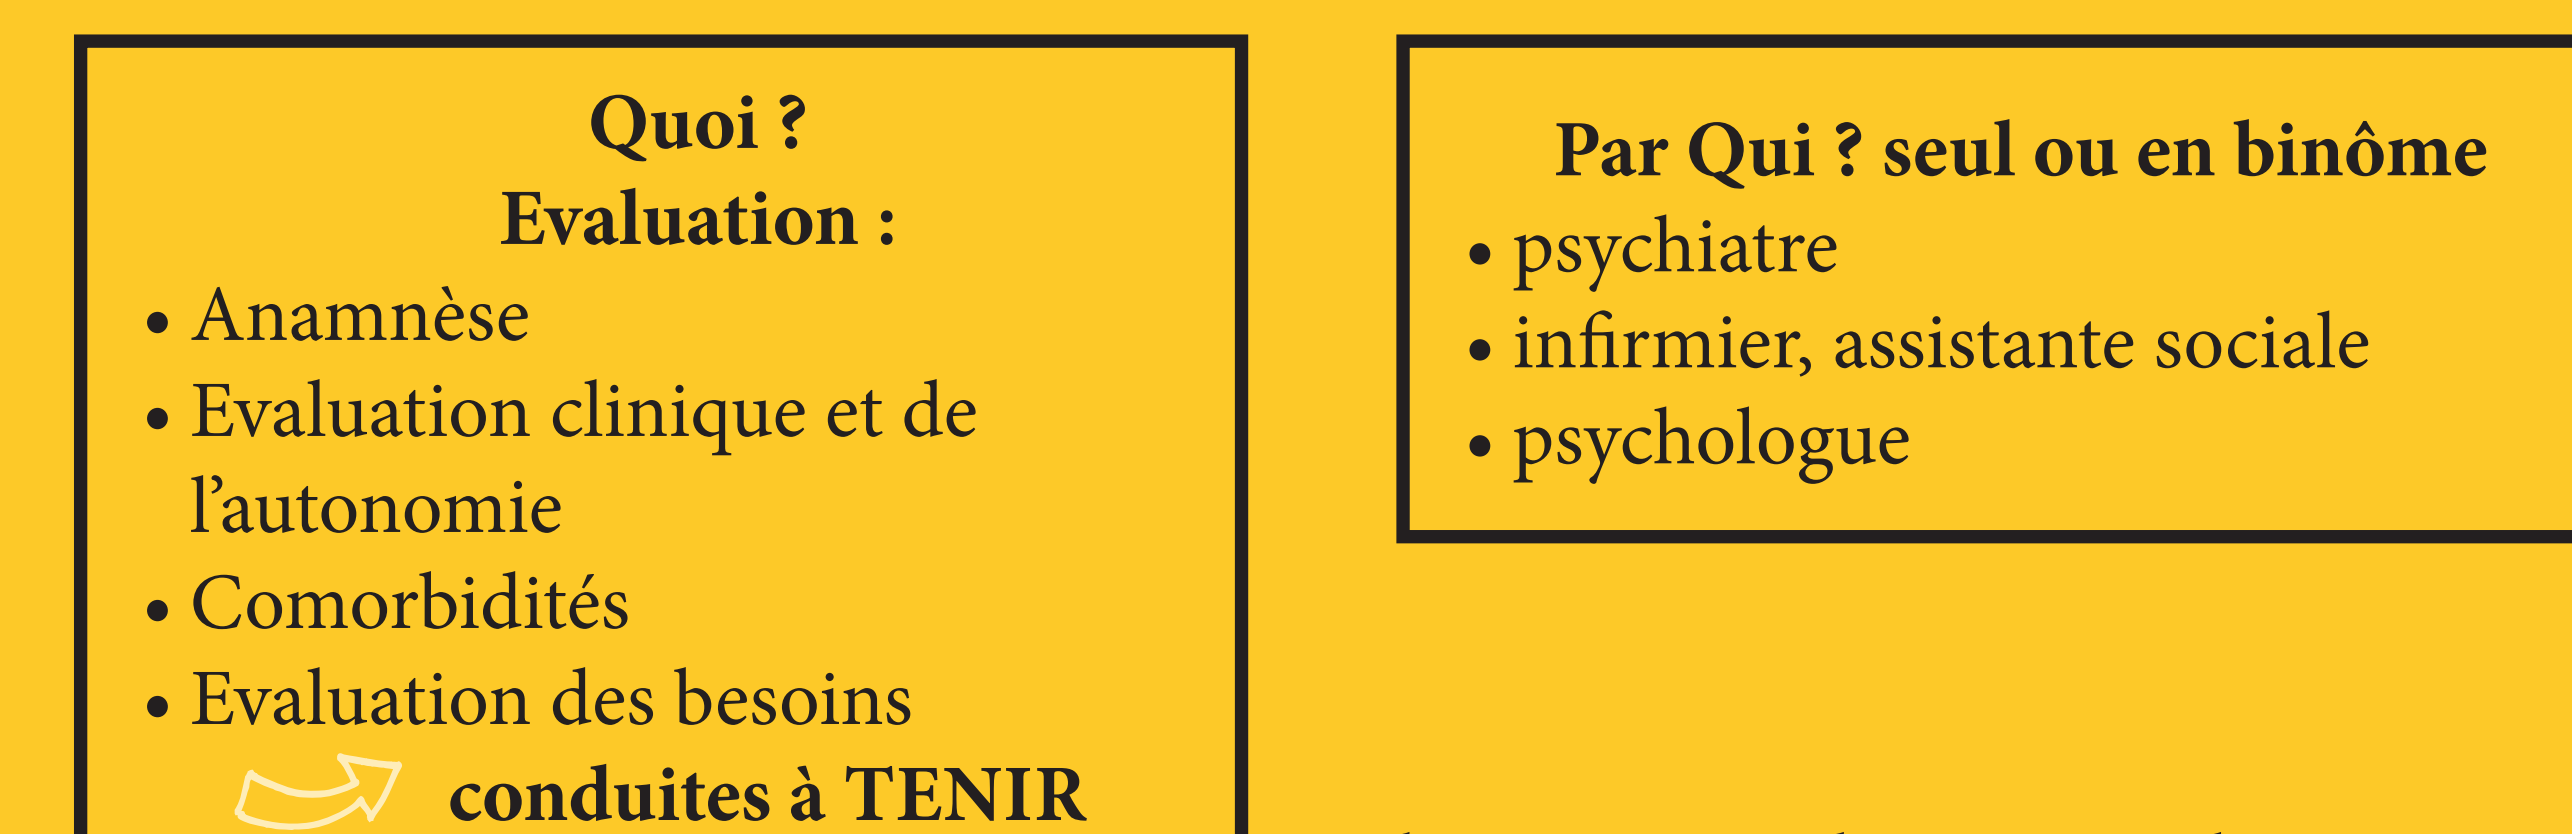 Quoi ?
Evaluation :
• Anamnèse
• Evaluation clinique et de
l’autonomie
• Comorbidités
• Evaluation des besoins
conduites à TENIR
Par Qui ? seul ou en binôme
• psychiatre
• infirmier, assistante sociale
• psychologue